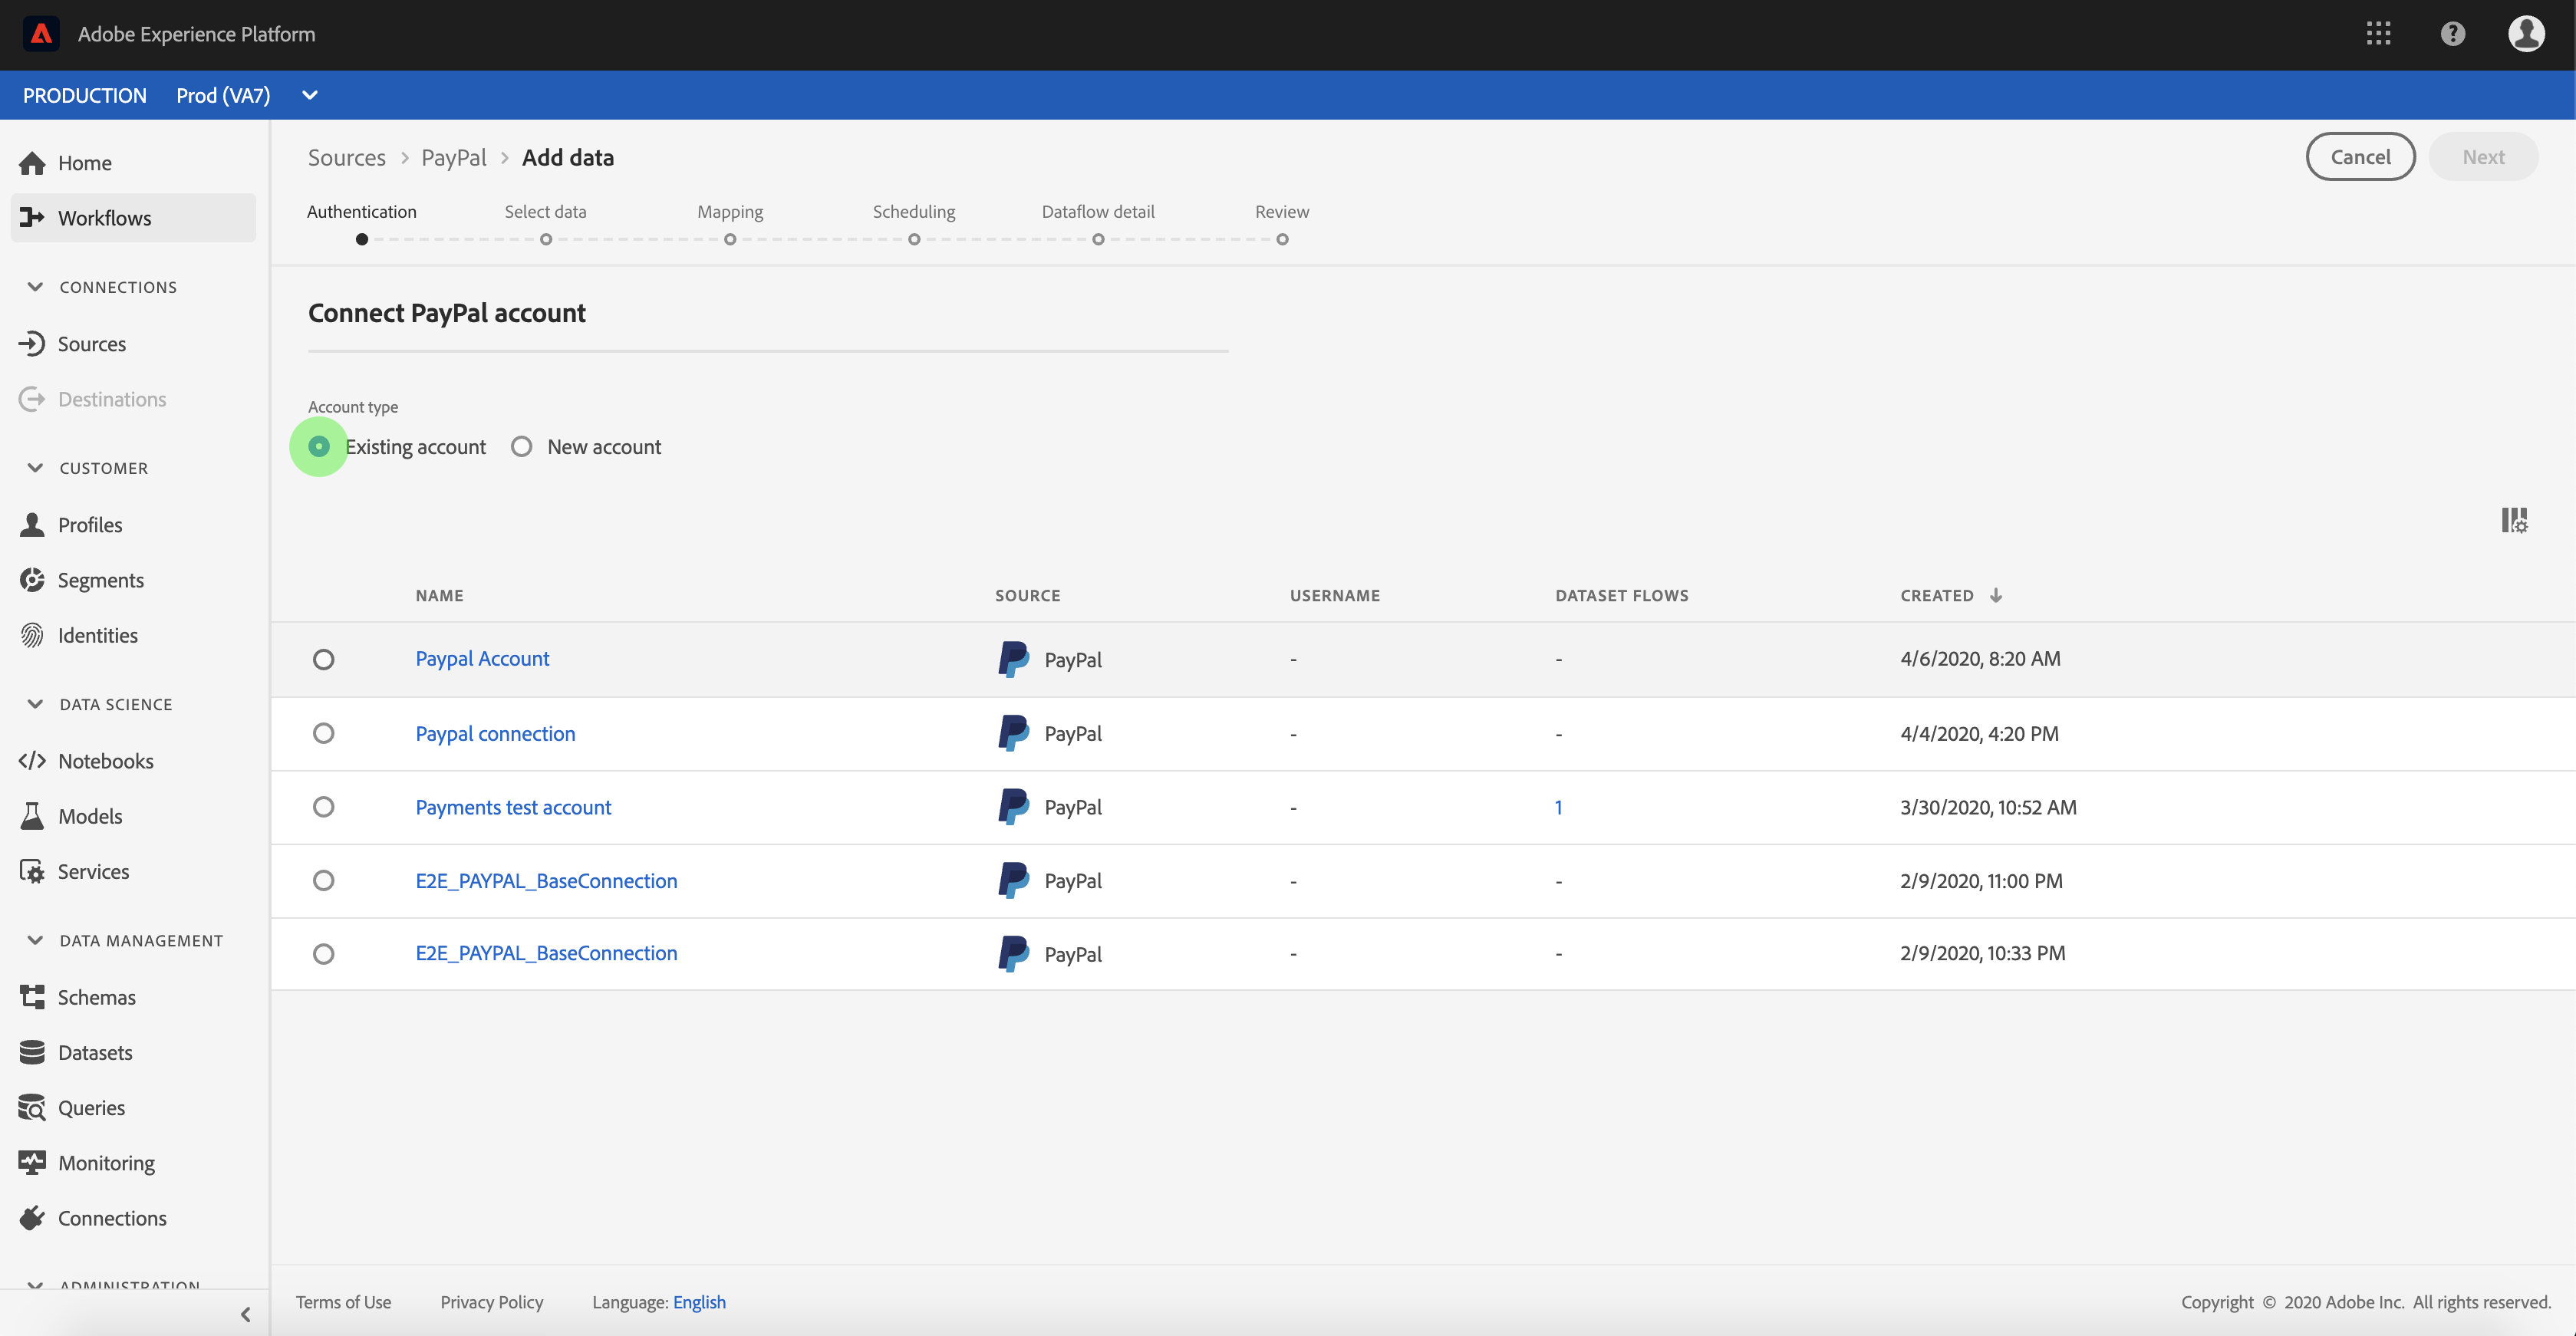 Adobe Experience Platform
PRODUCTION Prod (VA7)
Home
Workflows
CONNECTIONS
Sources
Destinations
CUSTOMER
Profiles
Segments
Identities
DATA SCIENCE
Notebooks
Models
Services
DATA MANAGEMENT
Schemas
Datasets
Queries
Monitoring
Connections
ADMINISTRATION
Sources > PayPal > Add data
Cancel Next
Authentication Select data Mapping Scheduling Dataflow detail Review
Connect PayPal account
Account type
Existing account New account
NAME SOURCE USERNAME DATASET FLOWS CREATED
Paypal Account PayPal - - 4/6/2020, 8:20 AM
Paypal connection PayPal - - 4/4/2020, 4:20 PM
Payments test account PayPal - 1 3/30/2020, 10:52 AM
E2E_PAYPAL_BaseConnection PayPal - - 2/9/2020, 11:00 PM
E2E_PAYPAL_BaseConnection PayPal - - 2/9/2020, 10:33 PM
Terms of Use Privacy Policy Language: English Copyright © 2020 Adobe Inc. All rights reserved.